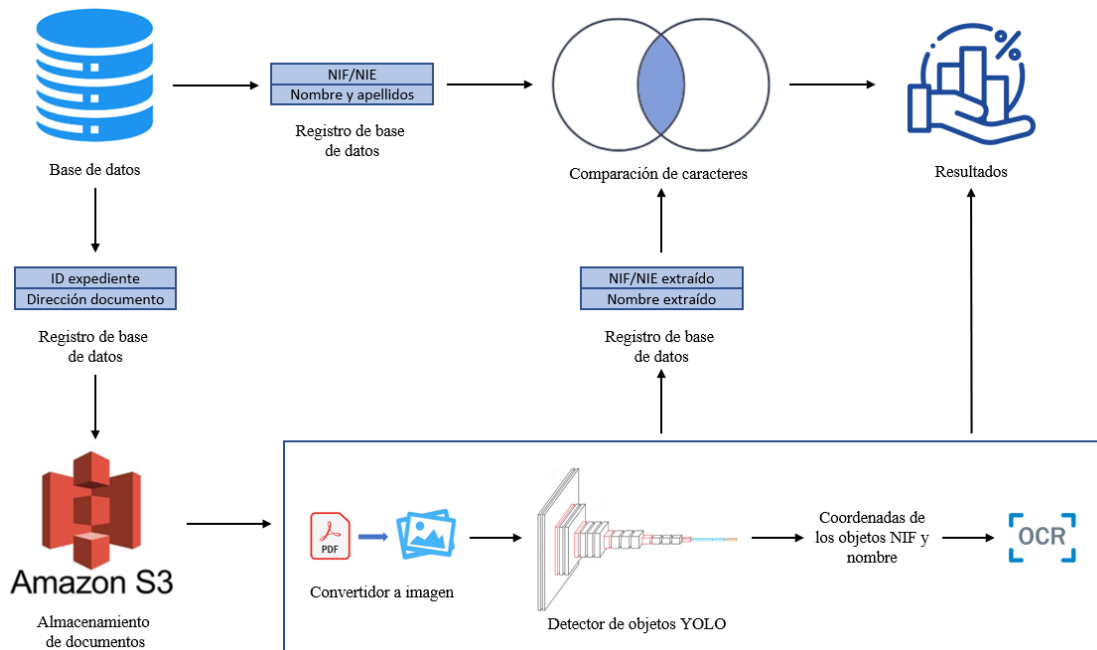 NIF/NIE
Nombre y apellidos
Registro de base
de datos
Base de datos
Comparación de caracteres
%
Resultados
ID expediente
Dirección documento
Registro de base
de datos
NIF/NIE extraído
Nombre extraído
Registro de base
de datos
Amazon S3
Almacenamiento
de documentos
PDF
Convertidor a imagen
Detector de objetos YOLO
Coordenadas de
los objetos NIF y
nombre
OCR